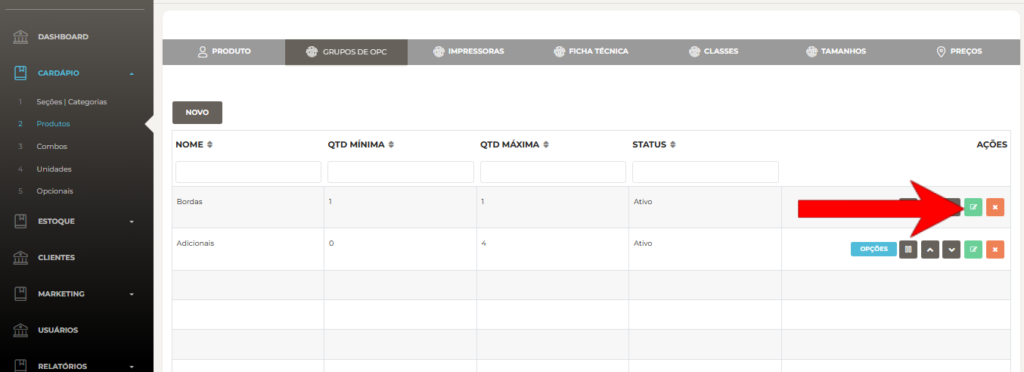 DASHBOARD
CARDÁPIO
1 Seções | Categorias
2 Produtos
3 Combos
4 Unidades
5 Opcionais
ESTOQUE
CLIENTES
MARKETING
USUÁRIOS
RELATÓRIOS
PRODUTO GRUPOS DE OPC IMPRESSORAS FICHA TÉCNICA CLASSES TAMANHOS PREÇOS
NOVO
NOME QTD MÍNIMA QTD MÁXIMA STATUS AÇÕES
Bordas 1 1 Ativo
Adicionais 0 4 Ativo OPÇÕES